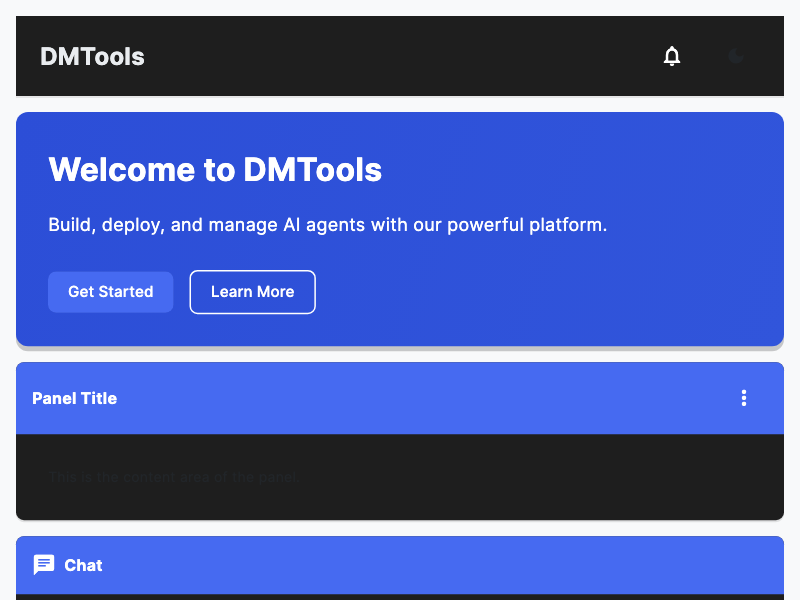 DMTools
Welcome to DMTools
Build, deploy, and manage AI agents with our powerful platform.
Get Started
Learn More
Panel Title
This is the content area of the panel.
Chat